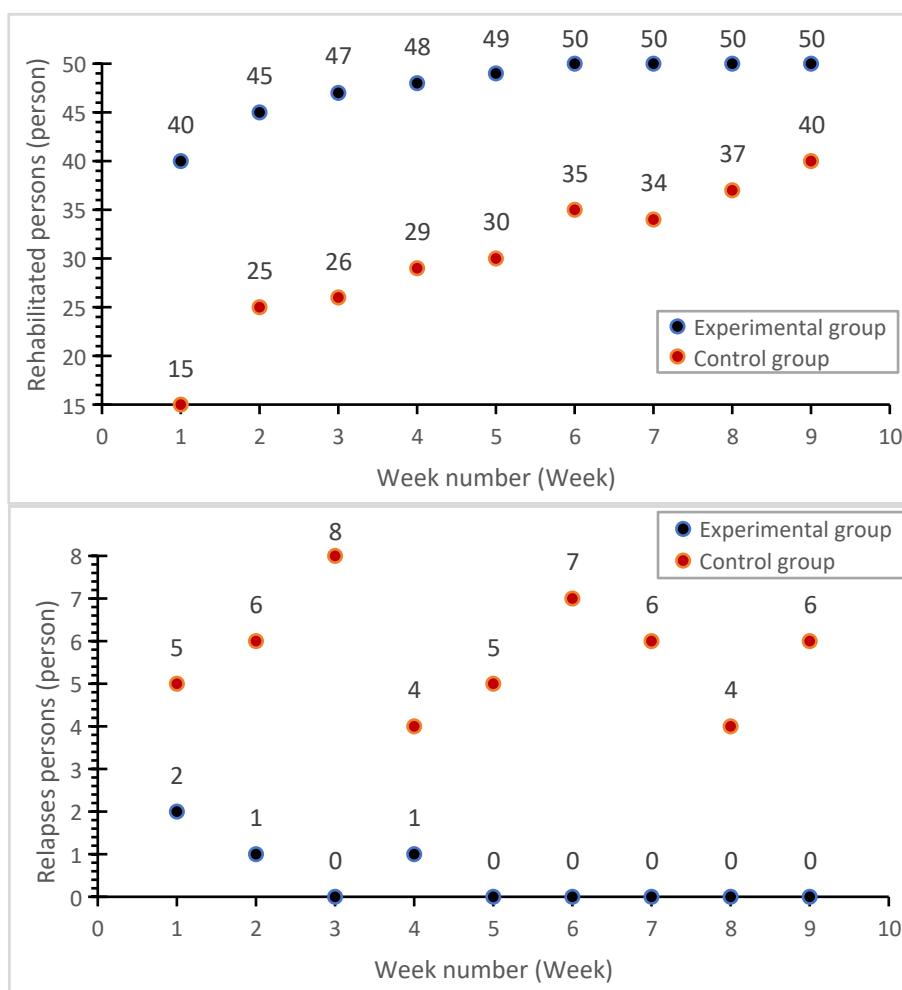 50 50 50 50
49
48
47
45
40
40
37
35
34
30
29
26
25
15
50
45
40
35
30
25
20
15
Rehabilitated persons (person)
Experimental group
Control group
0 1 2 3 4 5 6 7 8 9 10
Week number (Week)
Experimental group
Control group
8
7
6 6 6
5 5
4 4
2
1 1
0 0 0 0 0 0
8
7
6
5
4
3
2
1
0
Relapses persons (person)
0 1 2 3 4 5 6 7 8 9 10
Week number (Week)